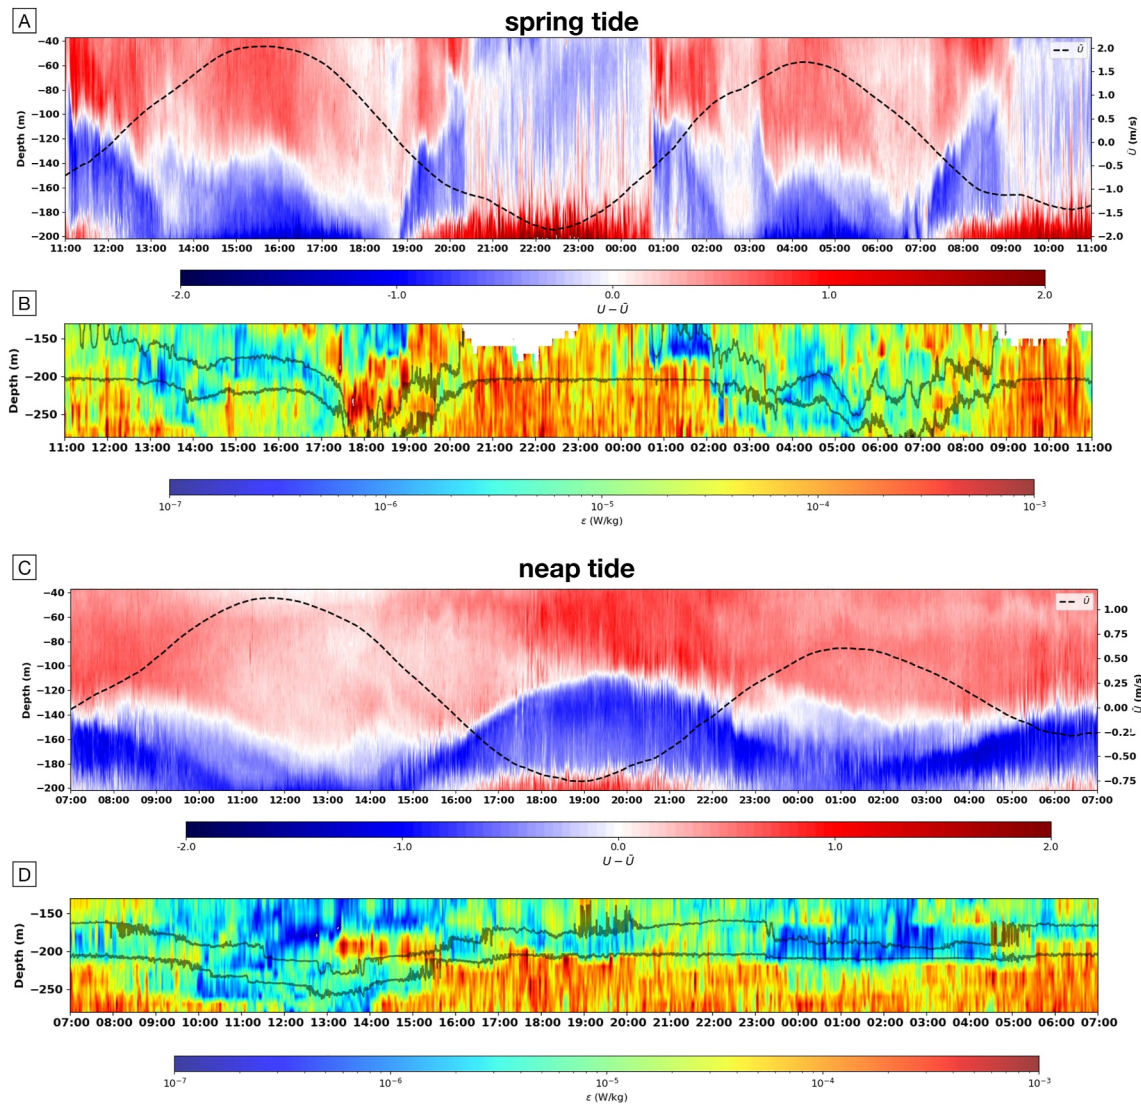 A
spring tide
−40
−60
−80
−100
−120
−140
−160
−180
−200
Depth (m)
Ū
2.0
1.5
1.0
0.5
0.0
−0.5
−1.0
−1.5
−2.0
Ū (m/s)
11:00 12:00 13:00 14:00 15:00 16:00 17:00 18:00 19:00 20:00 21:00 22:00 23:00 00:00 01:00 02:00 03:00 04:00 05:00 06:00 07:00 08:00 09:00 10:00 11:00
-2.0 -1.0 0.0 1.0 2.0
U − Ū
B
−150
−200
−250
Depth (m)
11:00 12:00 13:00 14:00 15:00 16:00 17:00 18:00 19:00 20:00 21:00 22:00 23:00 00:00 01:00 02:00 03:00 04:00 05:00 06:00 07:00 08:00 09:00 10:00 11:00
10⁻⁷ 10⁻⁶ 10⁻⁵ 10⁻⁴ 10⁻³
ε (W/kg)
C
neap tide
−40
−60
−80
−100
−120
−140
−160
−180
−200
Depth (m)
Ū
1.00
0.75
0.50
0.25
0.00
−0.25
−0.50
−0.75
Ū (m/s)
07:00 08:00 09:00 10:00 11:00 12:00 13:00 14:00 15:00 16:00 17:00 18:00 19:00 20:00 21:00 22:00 23:00 00:00 01:00 02:00 03:00 04:00 05:00 06:00 07:00
-2.0 -1.0 0.0 1.0 2.0
U − Ū
D
−150
−200
−250
Depth (m)
07:00 08:00 09:00 10:00 11:00 12:00 13:00 14:00 15:00 16:00 17:00 18:00 19:00 20:00 21:00 22:00 23:00 00:00 01:00 02:00 03:00 04:00 05:00 06:00 07:00
10⁻⁷ 10⁻⁶ 10⁻⁵ 10⁻⁴ 10⁻³
ε (W/kg)